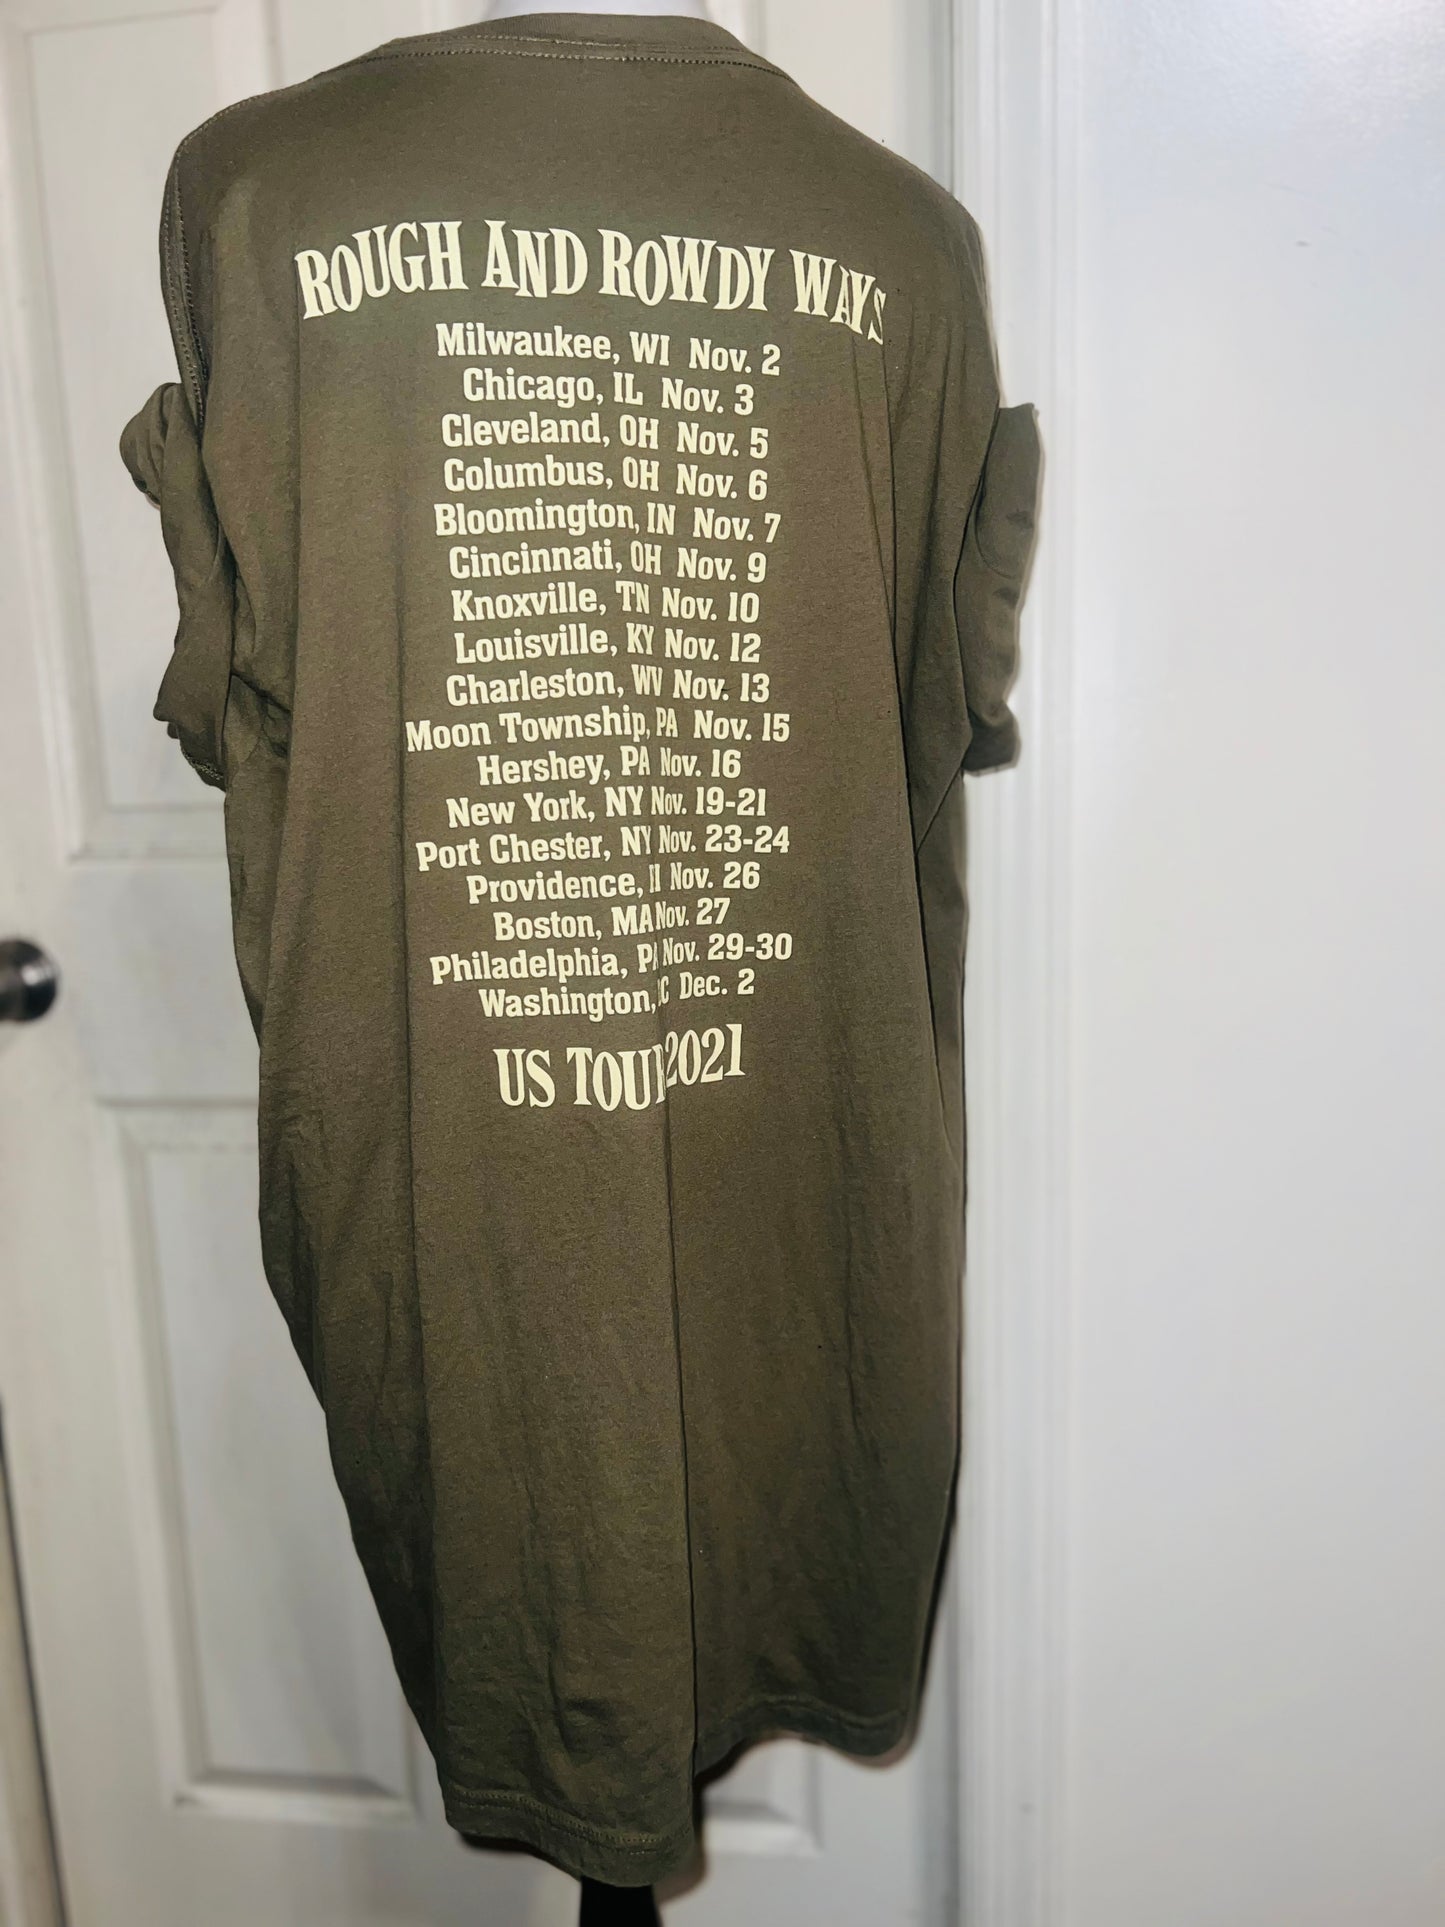 ROUGH AND ROWDY WAYS
Milwaukee, WI Nov. 2
Chicago, IL Nov. 3
Cleveland, OH Nov. 5
Columbus, OH Nov. 6
Bloomington, IN Nov. 7
Cincinnati, OH Nov. 9
Knoxville, TN Nov. 10
Louisville, KY Nov. 12
Charleston, WV Nov. 13
Moon Township, PA Nov. 15
Hershey, PA Nov. 16
New York, NY Nov. 19-21
Port Chester, NY Nov. 23-24
Providence, Nov. 26
Boston, MA Nov. 27
Philadelphia, PA Nov. 29-30
Washington, Dec. 2
US TOUR 2021